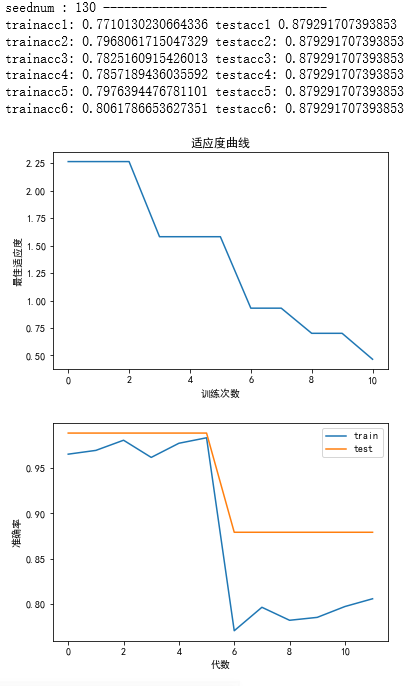 seednum : 130 --------------------------------
trainacc1: 0.7710130230664336 testacc1 0.879291707393853
trainacc2: 0.7968061715047329 testacc2: 0.879291707393853
trainacc3: 0.7825160915426013 testacc3: 0.879291707393853
trainacc4: 0.7857189436035592 testacc4: 0.879291707393853
trainacc5: 0.7976394476781101 testacc5: 0.879291707393853
trainacc6: 0.8061786653627351 testacc6: 0.879291707393853
适应度曲线
最佳适应度
2.25
2.00
1.75
1.50
1.25
1.00
0.75
0.50
0 2 4 6 8 10
训练次数
train
test
准确率
0.95
0.90
0.85
0.80
0 2 4 6 8 10
代数